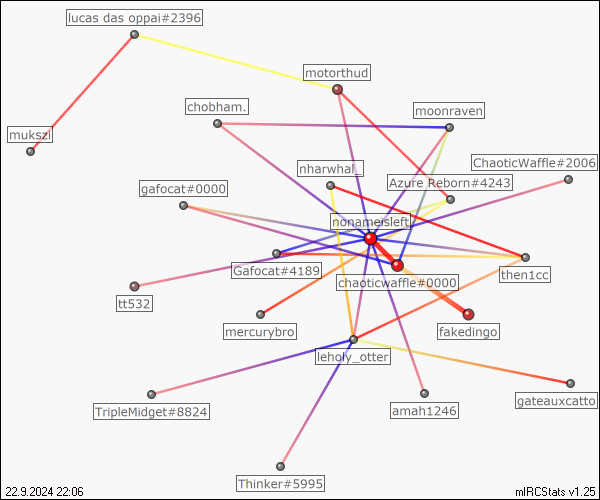 lucas das oppai#2396
motorthud
chobham.
moonraven
mukszi
nharwhal_
ChaoticWaffle#2006
gafocat#0000
Azure Reborn#4243
nonameisleft
Gafocat#4189
then1cc
chaoticwaffle#0000
tt532
mercurybro
fakedingo
leholy_otter
TripleMidget#8824
amah1246
gateauxcatto
Thinker#5995
22.9.2024 22:06
mIRCStats v1.25